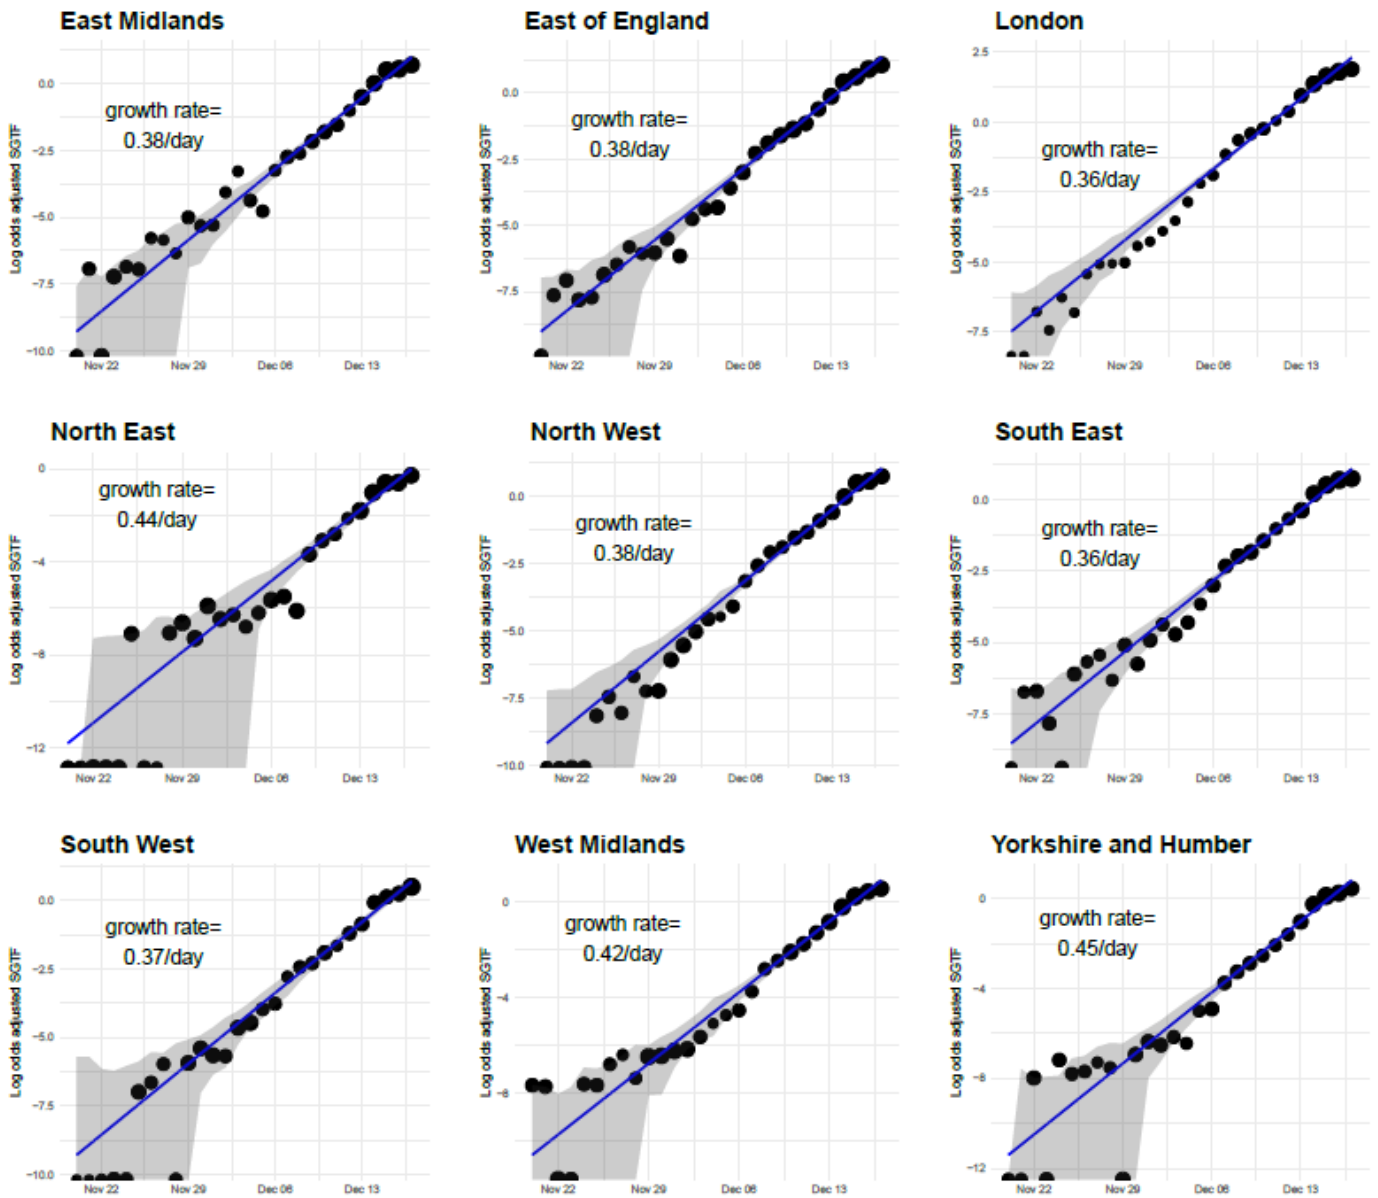 East Midlands
East of England
London
Log odds adjusted SGTF
0.0
−2.5
−5.0
−7.5
−10.0
growth rate=
0.38/day
Nov 22
Nov 29
Dec 06
Dec 13
Log odds adjusted SGTF
0.0
−2.5
−5.0
−7.5
growth rate=
0.38/day
Nov 22
Nov 29
Dec 06
Dec 13
Log odds adjusted SGTF
2.5
0.0
−2.5
−5.0
−7.5
growth rate=
0.36/day
Nov 22
Nov 29
Dec 06
Dec 13
North East
North West
South East
Log odds adjusted SGTF
0
−4
−8
−12
growth rate=
0.44/day
Nov 22
Nov 29
Dec 06
Dec 13
Log odds adjusted SGTF
0.0
−2.5
−5.0
−7.5
−10.0
growth rate=
0.38/day
Nov 22
Nov 29
Dec 06
Dec 13
Log odds adjusted SGTF
0.0
−2.5
−5.0
−7.5
growth rate=
0.36/day
Nov 22
Nov 29
Dec 06
Dec 13
South West
West Midlands
Yorkshire and Humber
Log odds adjusted SGTF
0.0
−2.5
−5.0
−7.5
−10.0
growth rate=
0.37/day
Nov 22
Nov 29
Dec 06
Dec 13
Log odds adjusted SGTF
0
−4
−8
growth rate=
0.42/day
Nov 22
Nov 29
Dec 06
Dec 13
Log odds adjusted SGTF
0
−4
−8
−12
growth rate=
0.45/day
Nov 22
Nov 29
Dec 06
Dec 13